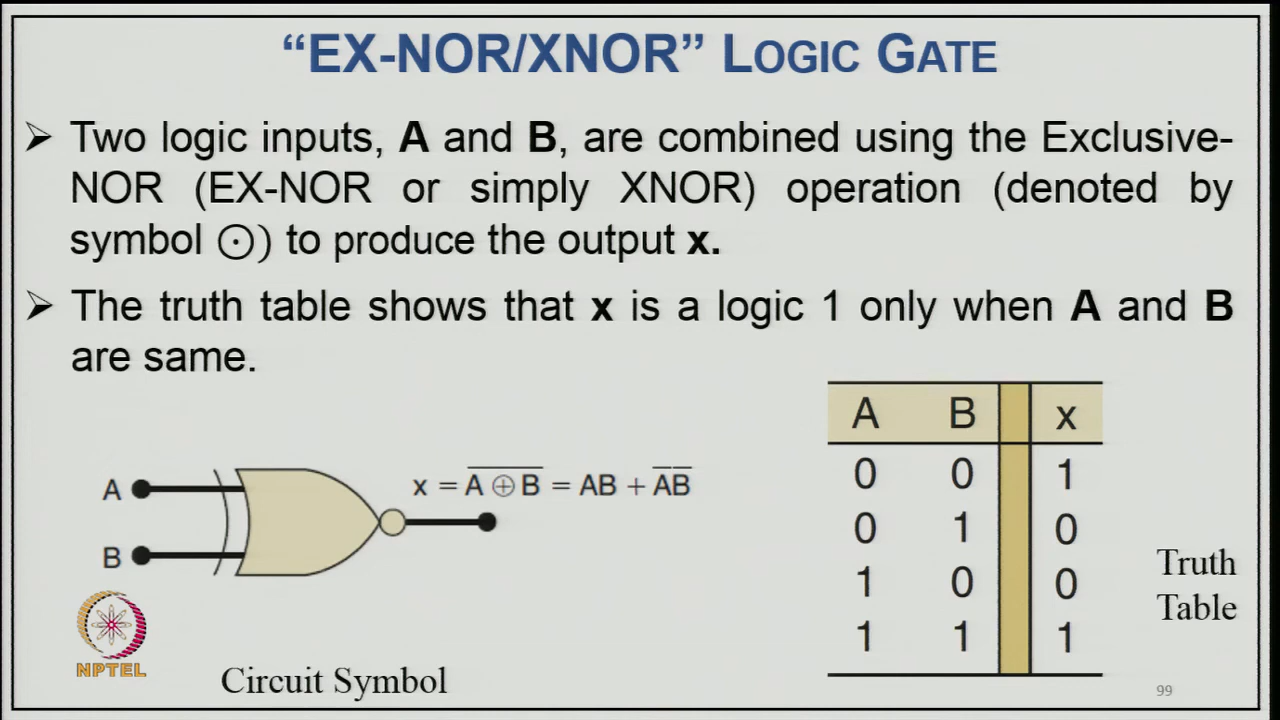 “EX-NOR/XNOR” LOGIC GATE
➢ Two logic inputs, A and B, are combined using the Exclusive-
NOR (EX-NOR or simply XNOR) operation (denoted by
symbol ⊙) to produce the output x.
➢ The truth table shows that x is a logic 1 only when A and B
are same.
A
B
x = A̅ ⊕̅ B̅ = AB + A̅B̅
Circuit Symbol
A B x
0 0 1
0 1 0
1 0 0
1 1 1
Truth
Table
NPTEL
99